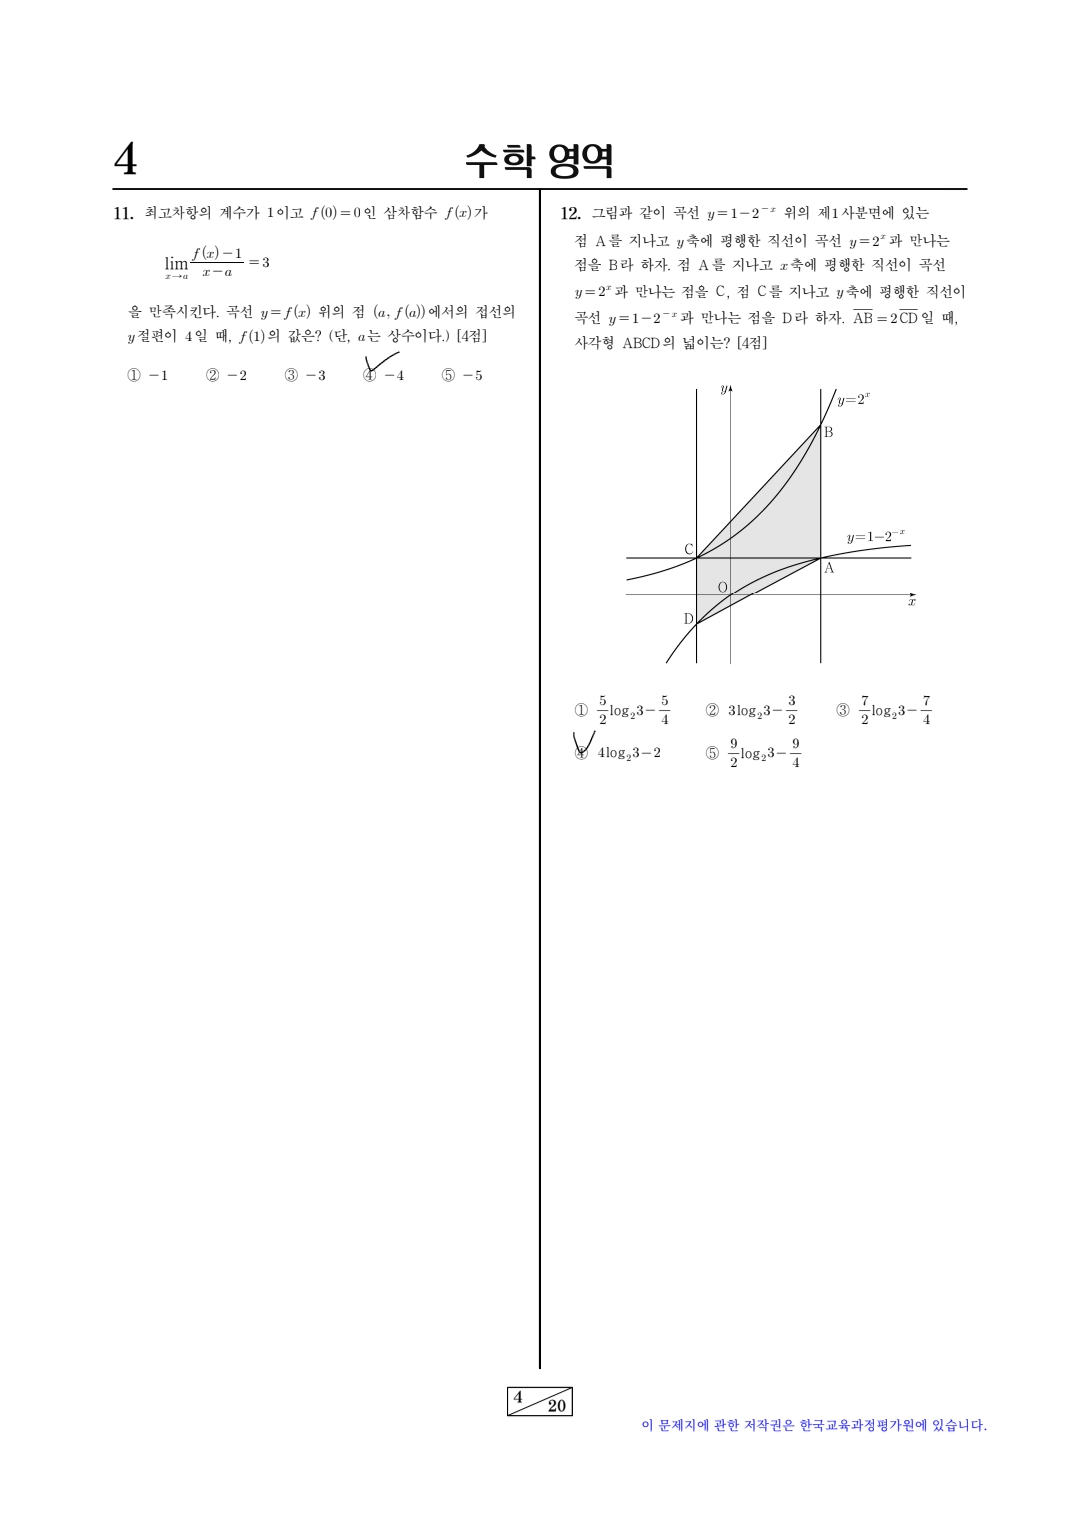 4
수학 영역
11. 최고차항의 계수가 1이고 f(0)=0인 삼차함수 f(x)가
lim_{x→a} (f(x)-1)/(x-a) = 3
을 만족시킨다. 곡선 y=f(x) 위의 점 (a, f(a))에서의 접선의
y절편이 4일 때, f(1)의 값은? (단, a는 상수이다.) [4점]
① -1 ② -2 ③ -3 ④ -4 ⑤ -5
12. 그림과 같이 곡선 y=1-2^{-x} 위의 제1사분면에 있는
점 A를 지나고 y축에 평행한 직선이 곡선 y=2^x과 만나는
점을 B라 하자. 점 A를 지나고 x축에 평행한 직선이 곡선
y=2^x과 만나는 점을 C, 점 C를 지나고 y축에 평행한 직선이
곡선 y=1-2^{-x}과 만나는 점을 D라 하자. AB=2CD일 때,
사각형 ABCD의 넓이는? [4점]
y
y=2^x
B
y=1-2^{-x}
C
A
O
x
D
① 5/2 log_2 3 - 5/4 ② 3log_2 3 - 3/2 ③ 7/2 log_2 3 - 7/4
④ 4log_2 3 - 2 ⑤ 9/2 log_2 3 - 9/4
4
20
이 문제지에 관한 저작권은 한국교육과정평가원에 있습니다.